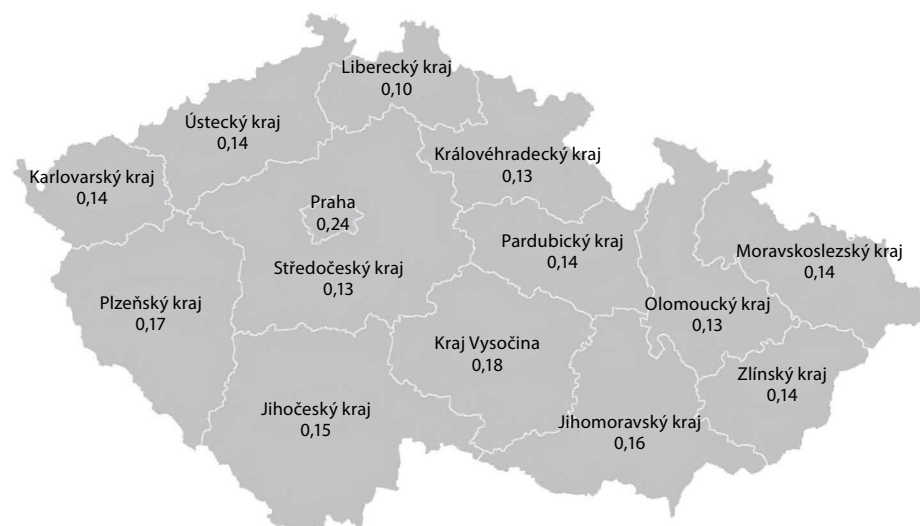 Liberecký kraj
0,10
Ústecký kraj
0,14
Královéhradecký kraj
0,13
Karlovarský kraj
0,14
Praha
0,24
Pardubický kraj
0,14
Moravskoslezský kraj
0,14
Středočeský kraj
0,13
Plzeňský kraj
0,17
Olomoucký kraj
0,13
Kraj Vysočina
0,18
Zlínský kraj
0,14
Jihočeský kraj
0,15
Jihomoravský kraj
0,16